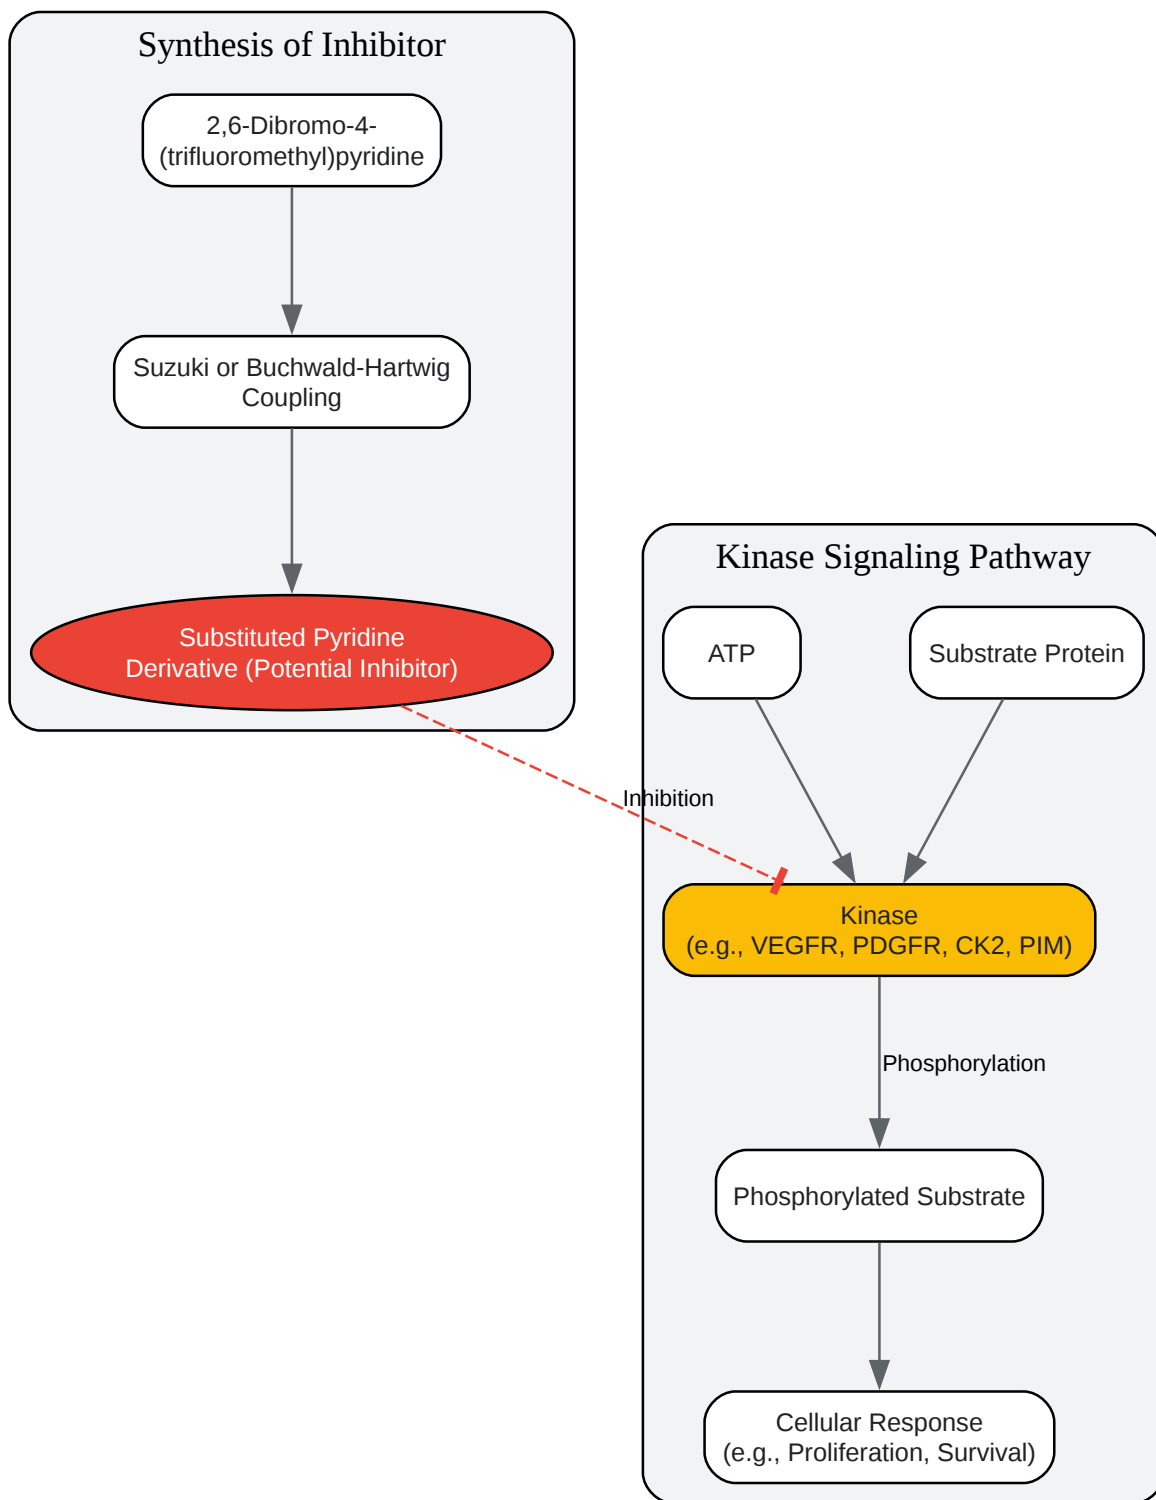 Synthesis of Inhibitor
2,6-Dibromo-4-
(trifluoromethyl)pyridine
Suzuki or Buchwald-Hartwig
Coupling
Substituted Pyridine
Derivative (Potential Inhibitor)
Inhibition
Kinase Signaling Pathway
ATP
Substrate Protein
Kinase
(e.g., VEGFR, PDGFR, CK2, PIM)
Phosphorylation
Phosphorylated Substrate
Cellular Response
(e.g., Proliferation, Survival)